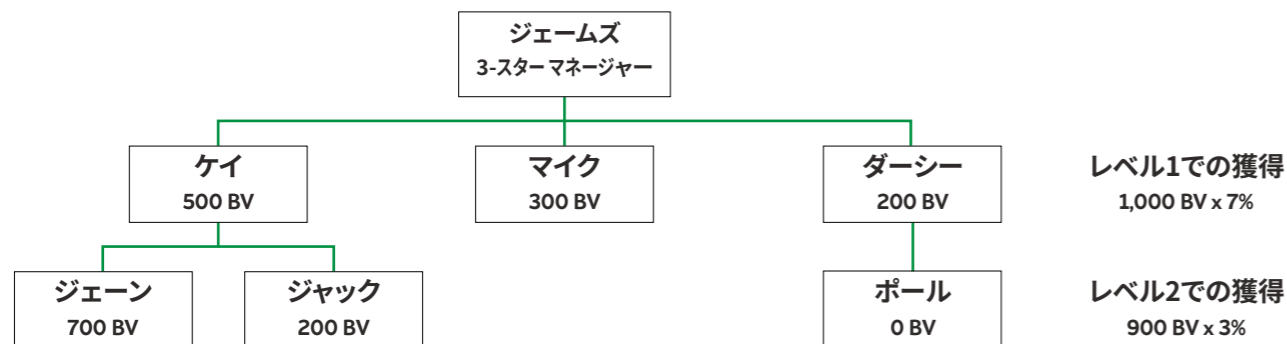 ジェームズ
3-スター マネージャー
ケイ
500 BV
マイク
300 BV
ダーシー
200 BV
レベル1での獲得
1,000 BV x 7%
ジェーン
700 BV
ジャック
200 BV
ポール
0 BV
レベル2での獲得
900 BV x 3%